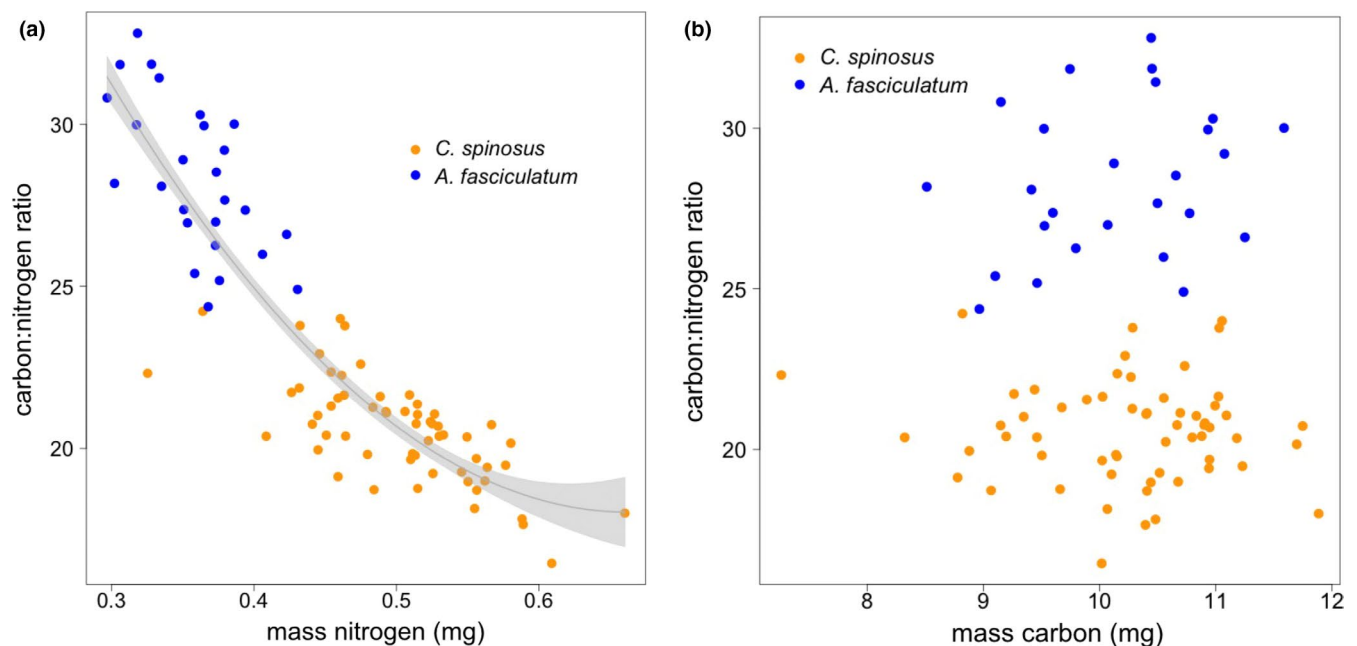 (a)
carbon:nitrogen ratio
30
25
20
C. spinosus
A. fasciculatum
0.3 0.4 0.5 0.6
mass nitrogen (mg)
(b)
carbon:nitrogen ratio
30
25
20
C. spinosus
A. fasciculatum
8 9 10 11 12
mass carbon (mg)